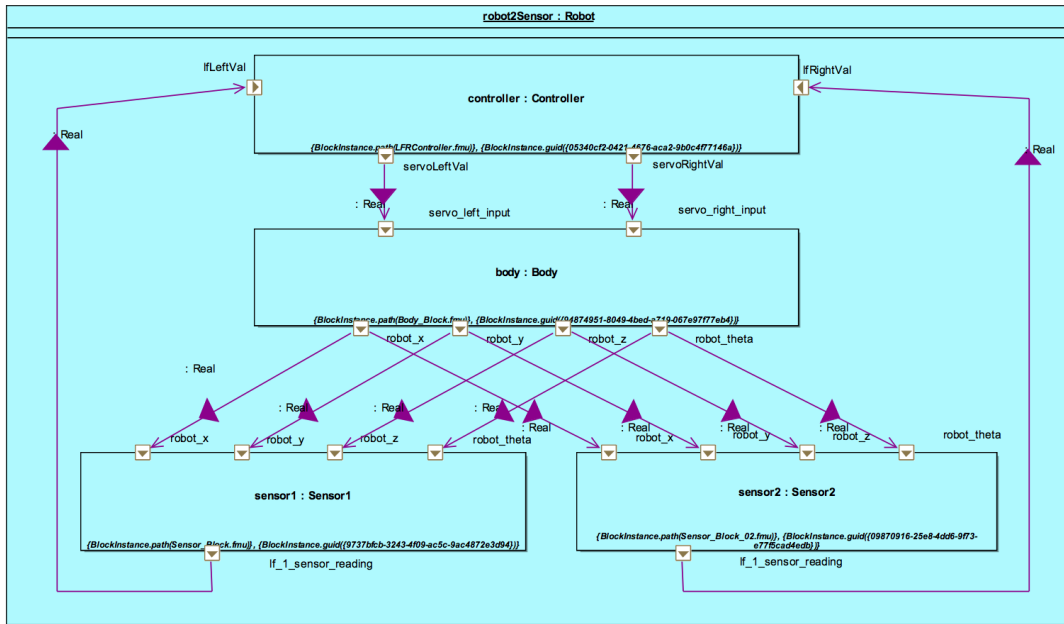 robot2Sensor : Robot
lfLeftVal
lfRightVal
controller : Controller
: Real
: Real
{BlockInstance.path(LFRController.fmu)}, {BlockInstance.guid({05340cf2-0421-4676-aca2-9b0c4f77146a})}
servoLeftVal
servoRightVal
: Real
: Real
servo_left_input
servo_right_input
body : Body
{BlockInstance.path(Body_Block.fmu)}, {BlockInstance.guid({94874951-8049-4bed-a719-067e97f77eb4})}
robot_x
robot_y
robot_z
robot_theta
: Real
: Real
: Real
: Real
: Real
: Real
: Real
: Real
robot_x
robot_y
robot_z
robot_theta
robot_x
robot_y
robot_z
robot_theta
sensor1 : Sensor1
sensor2 : Sensor2
{BlockInstance.path(Sensor_Block.fmu)}, {BlockInstance.guid({9737bfcb-3243-4f09-ac5c-9ac4872e3d94})}
{BlockInstance.path(Sensor_Block_02.fmu)}, {BlockInstance.guid({09870916-25e8-4dd6-9f73-
e77f5cad4edb})}
lf_1_sensor_reading
lf_1_sensor_reading